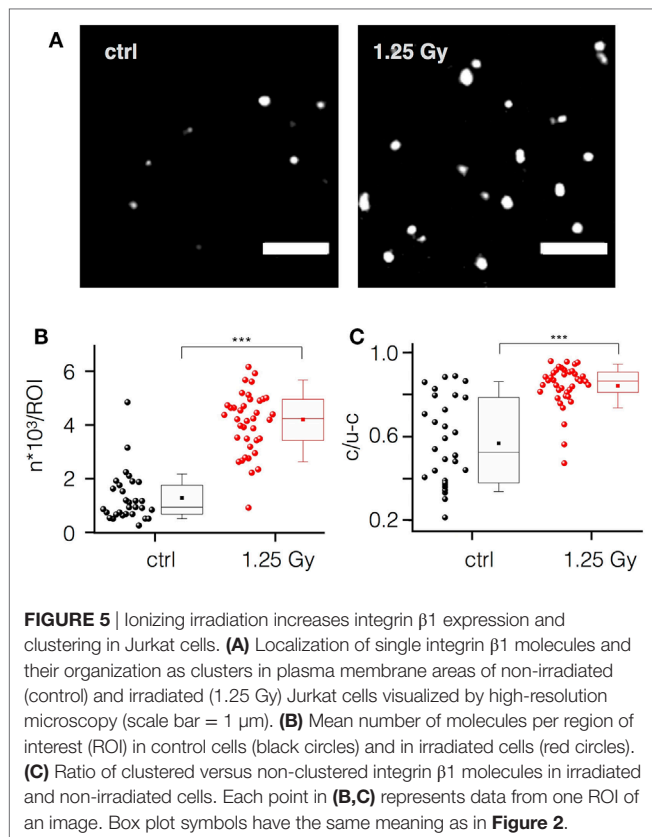 A
ctrl
1.25 Gy
B
C
n*10³/ROI
6
4
2
0
***
ctrl
1.25 Gy
c/u-c
1.0
0.6
0.2
***
ctrl
1.25 Gy
FIGURE 5 | Ionizing irradiation increases integrin β1 expression and
clustering in Jurkat cells. (A) Localization of single integrin β1 molecules and
their organization as clusters in plasma membrane areas of non-irradiated
(control) and irradiated (1.25 Gy) Jurkat cells visualized by high-resolution
microscopy (scale bar = 1 µm). (B) Mean number of molecules per region of
interest (ROI) in control cells (black circles) and in irradiated cells (red circles).
(C) Ratio of clustered versus non-clustered integrin β1 molecules in irradiated
and non-irradiated cells. Each point in (B,C) represents data from one ROI of
an image. Box plot symbols have the same meaning as in Figure 2.